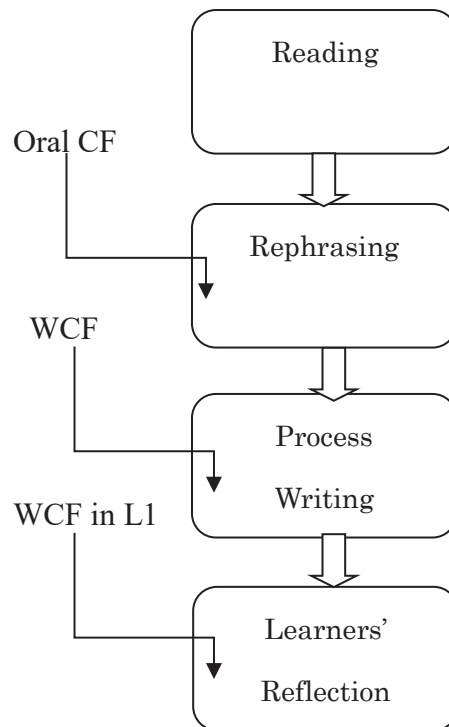 Reading
Oral CF
Rephrasing
WCF
Process
Writing
WCF in L1
Learners’
Reflection